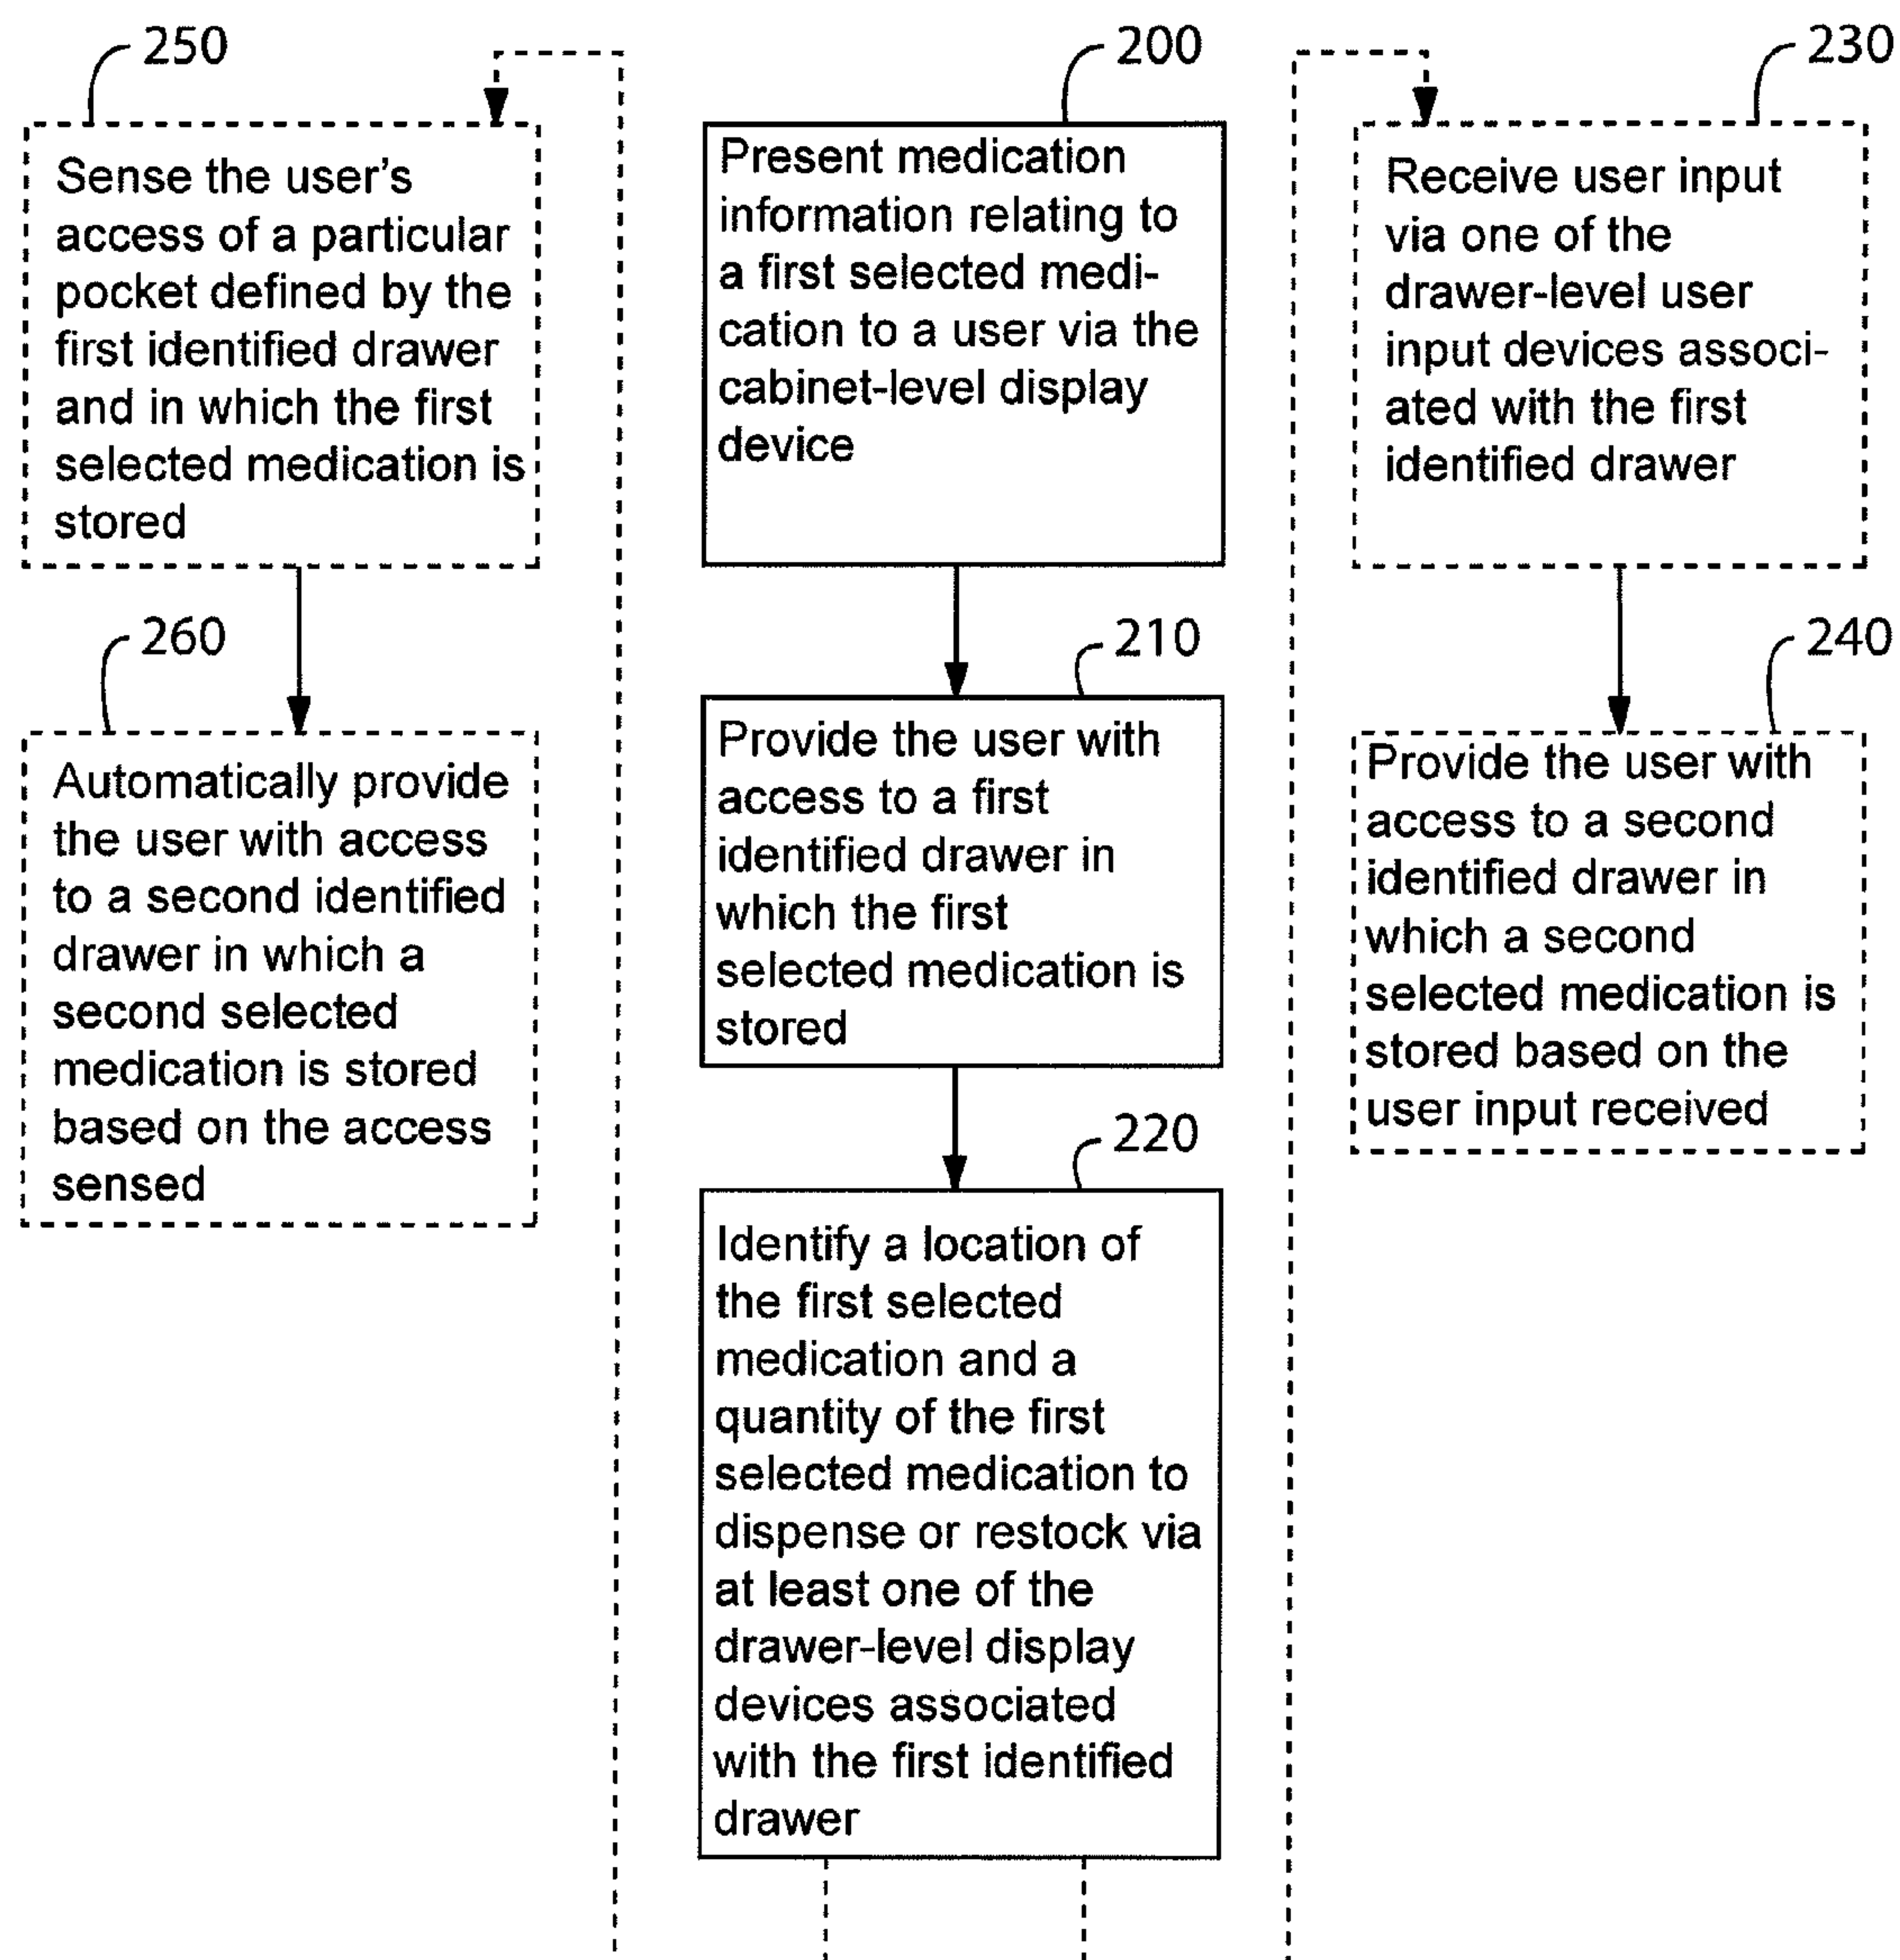 250
Sense the user's
access of a particular
pocket defined by the
first identified drawer
and in which the first
selected medication is
stored
260
Automatically provide
the user with access
to a second identified
drawer in which a
second selected
medication is stored
based on the access
sensed
200
Present medication
information relating to
a first selected medi-
cation to a user via the
cabinet-level display
device
210
Provide the user with
access to a first
identified drawer in
which the first
selected medication is
stored
220
Identify a location of
the first selected
medication and a
quantity of the first
selected medication to
dispense or restock via
at least one of the
drawer-level display
devices associated
with the first identified
drawer
230
Receive user input
via one of the
drawer-level user
input devices associ-
ated with the first
identified drawer
240
Provide the user with
access to a second
identified drawer in
which a second
selected medication is
stored based on the
user input received